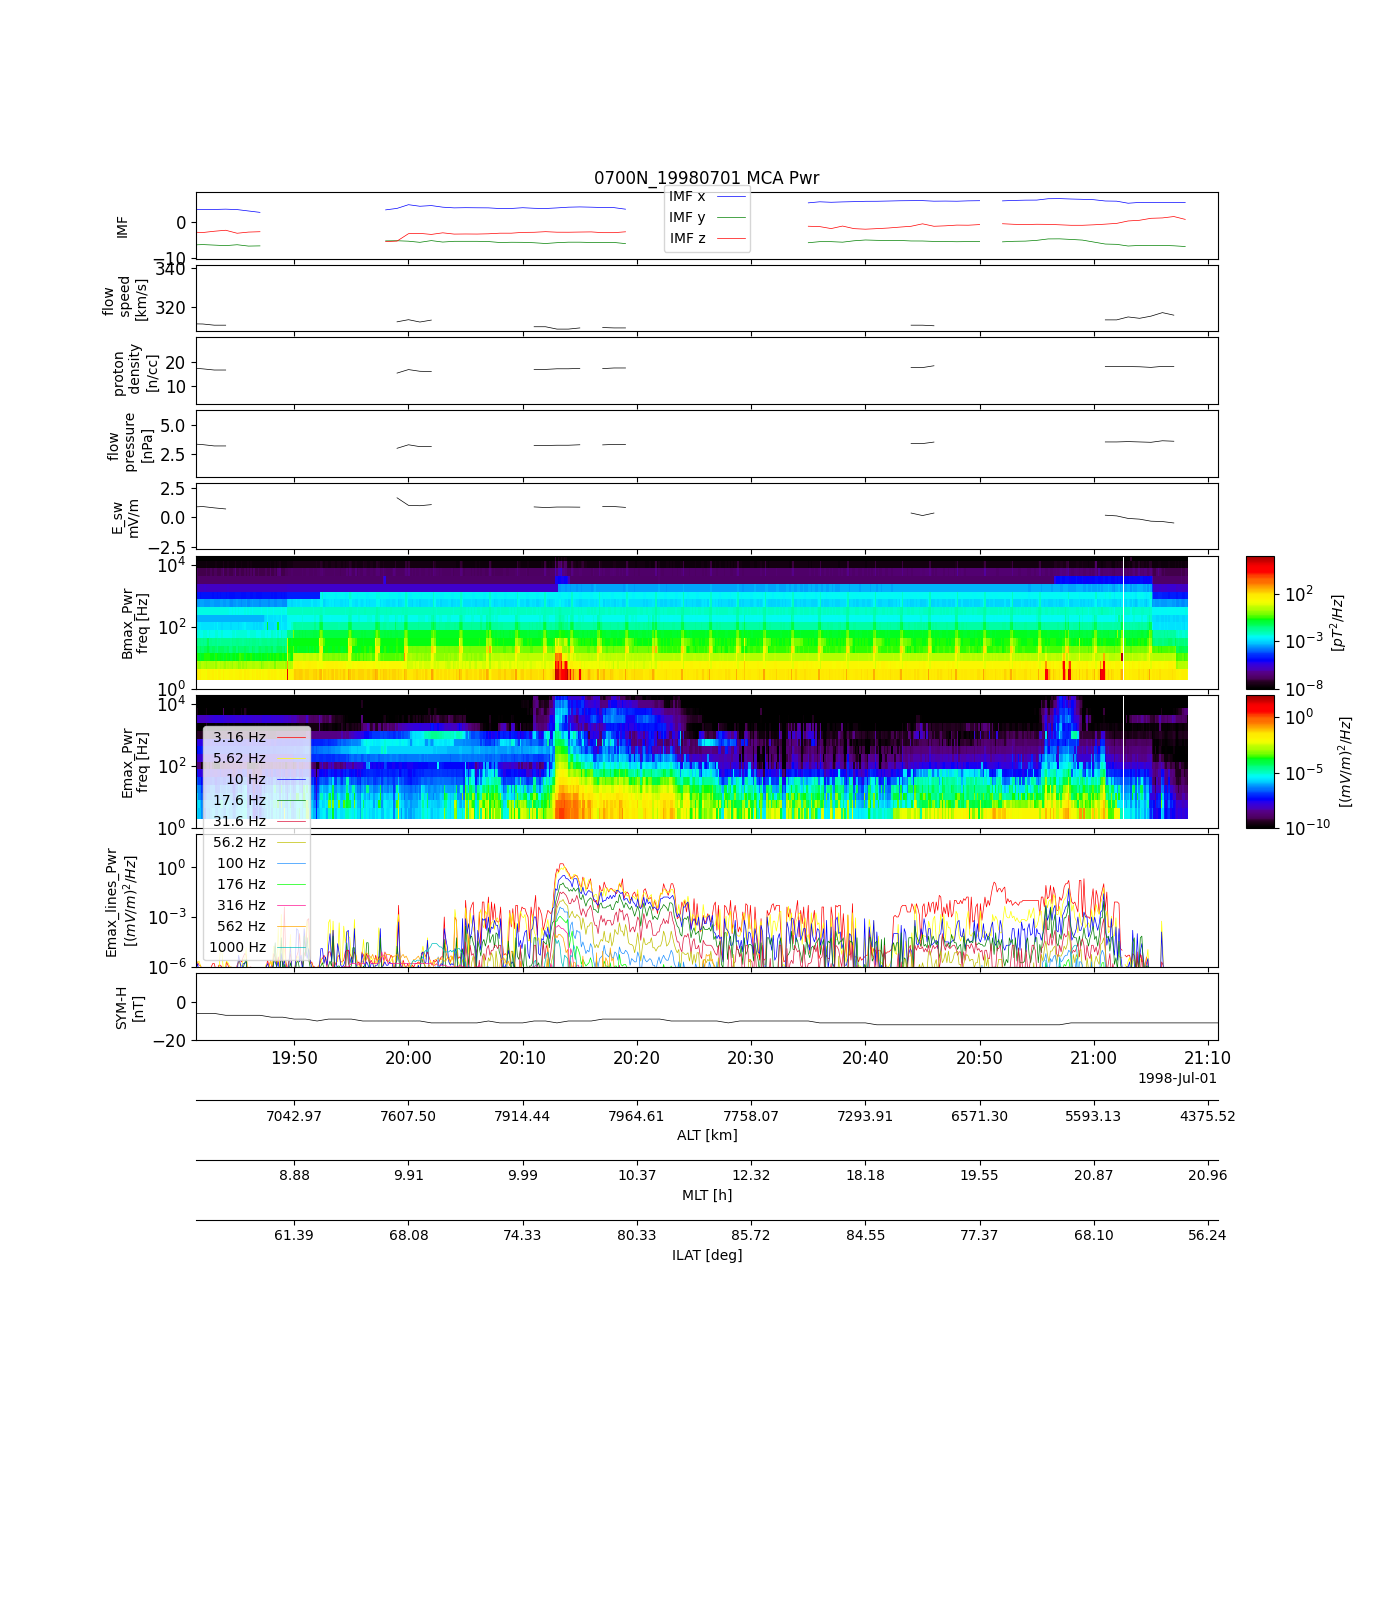 0700N_19980701 MCA Pwr
IMF x
IMF y
IMF z
IMF
0
−10
flow
speed
[km/s]
340
320
proton
density
[n/cc]
20
10
flow
pressure
[nPa]
5.0
2.5
E_sw
mV/m
2.5
0.0
−2.5
Bmax_Pwr
freq [Hz]
10^4
10^2
10^0
10^2
10^−3
10^−8
[pT^2/Hz]
Emax_Pwr
freq [Hz]
10^4
10^2
10^0
10^0
10^−5
10^−10
[(mV/m)^2/Hz]
3.16 Hz
5.62 Hz
10 Hz
17.6 Hz
31.6 Hz
56.2 Hz
100 Hz
176 Hz
316 Hz
562 Hz
1000 Hz
Emax_lines_Pwr
[(mV/m)^2/Hz]
10^0
10^−3
10^−6
SYM-H
[nT]
0
−20
19:50 20:00 20:10 20:20 20:30 20:40 20:50 21:00 21:10
1998-Jul-01
7042.97 7607.50 7914.44 7964.61 7758.07 7293.91 6571.30 5593.13 4375.52
ALT [km]
8.88 9.91 9.99 10.37 12.32 18.18 19.55 20.87 20.96
MLT [h]
61.39 68.08 74.33 80.33 85.72 84.55 77.37 68.10 56.24
ILAT [deg]